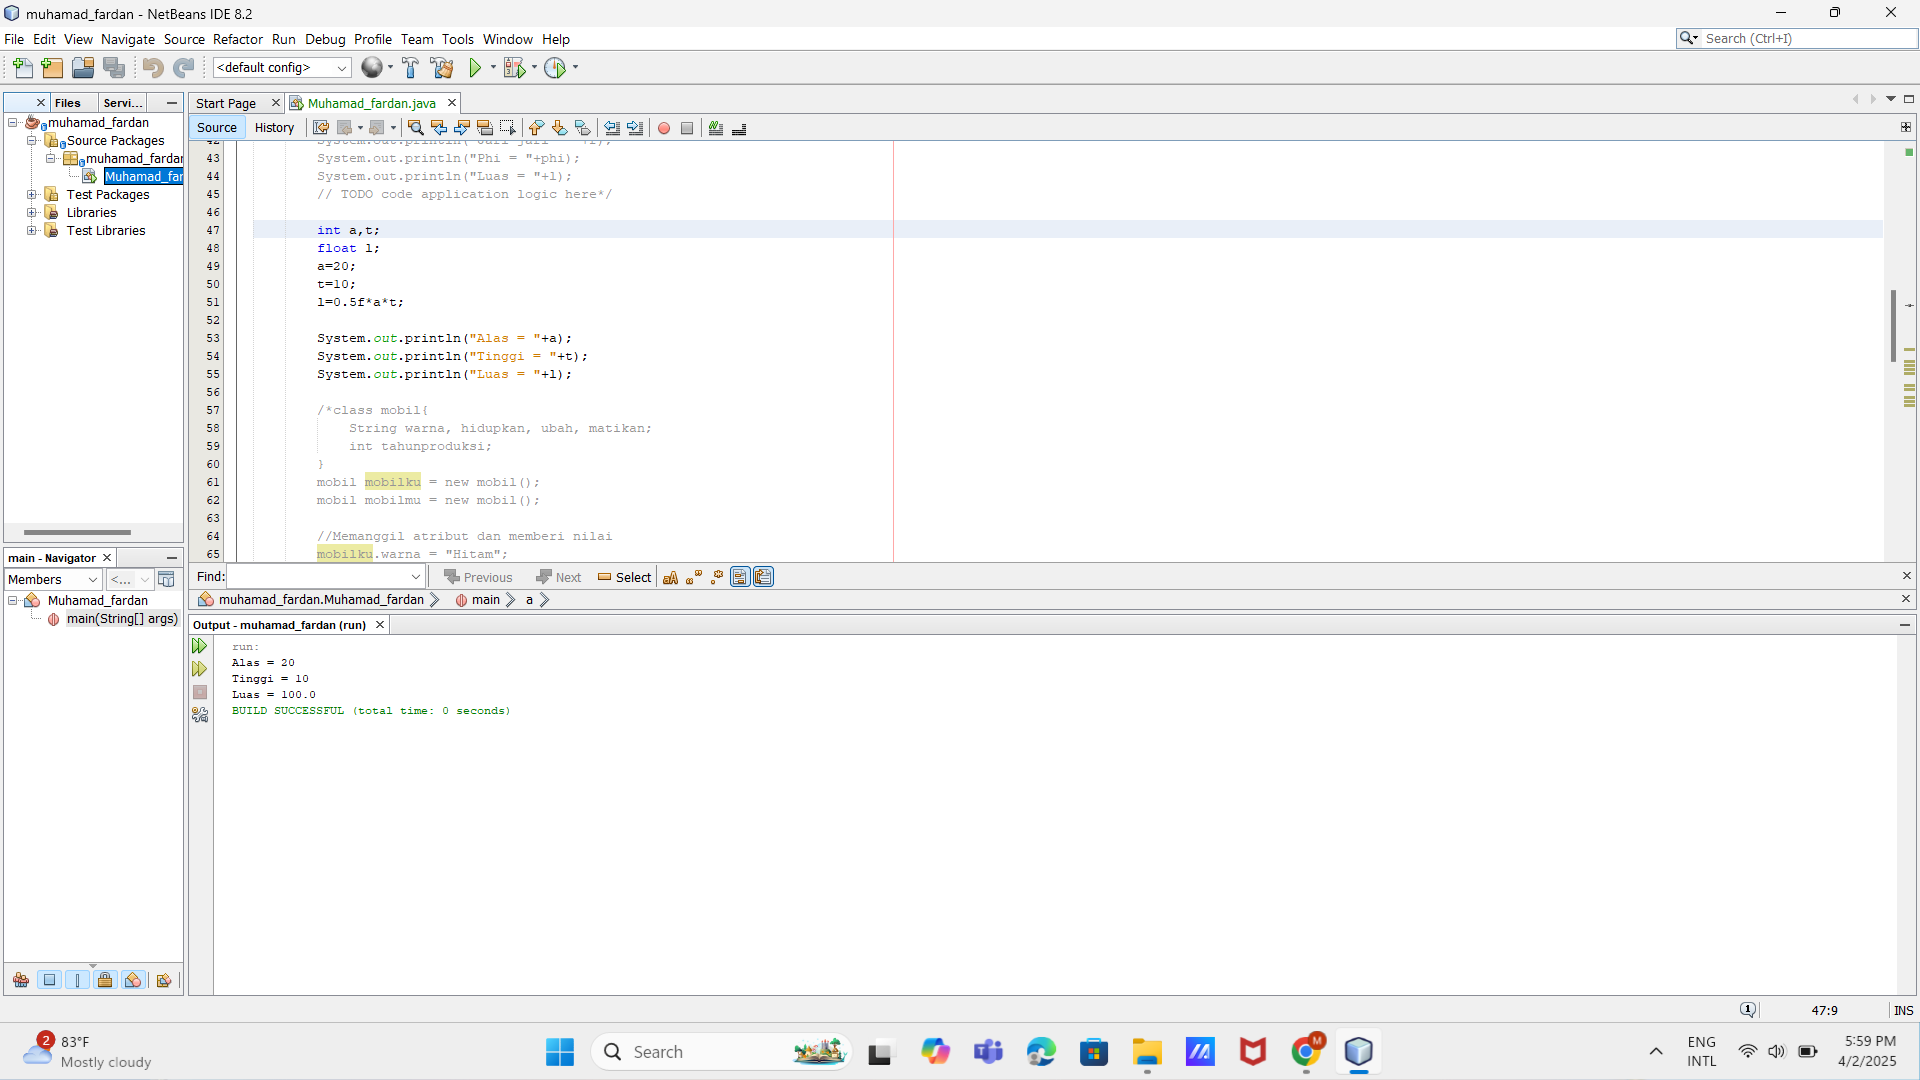 muhamad_fardan - NetBeans IDE 8.2
File Edit View Navigate Source Refactor Run Debug Profile Team Tools Window Help
Search (Ctrl+I)
<default config>
Files Servi...
muhamad_fardan
Source Packages
muhamad_fardan
Muhamad_far
Test Packages
Libraries
Test Libraries
Start Page Muhamad_fardan.java
Source History
43 System.out.println("Phi = "+phi);
44 System.out.println("Luas = "+l);
45 // TODO code application logic here*/
46
47 int a,t;
48 float l;
49 a=20;
50 t=10;
51 l=0.5f*a*t;
52
53 System.out.println("Alas = "+a);
54 System.out.println("Tinggi = "+t);
55 System.out.println("Luas = "+l);
56
57 /*class mobil{
58 String warna, hidupkan, ubah, matikan;
59 int tahunproduksi;
60 }
61 mobil mobilku = new mobil();
62 mobil mobilmu = new mobil();
63
64 //Memanggil atribut dan memberi nilai
65 mobilku.warna = "Hitam";
Find: Previous Next Select
muhamad_fardan.Muhamad_fardan main a
main - Navigator
Members <...
Muhamad_fardan
main(String[] args)
Output - muhamad_fardan (run)
run:
Alas = 20
Tinggi = 10
Luas = 100.0
BUILD SUCCESSFUL (total time: 0 seconds)
1 47:9 INS
2
83°F
Mostly cloudy
Search
M
ENG
INTL
5:59 PM
4/2/2025